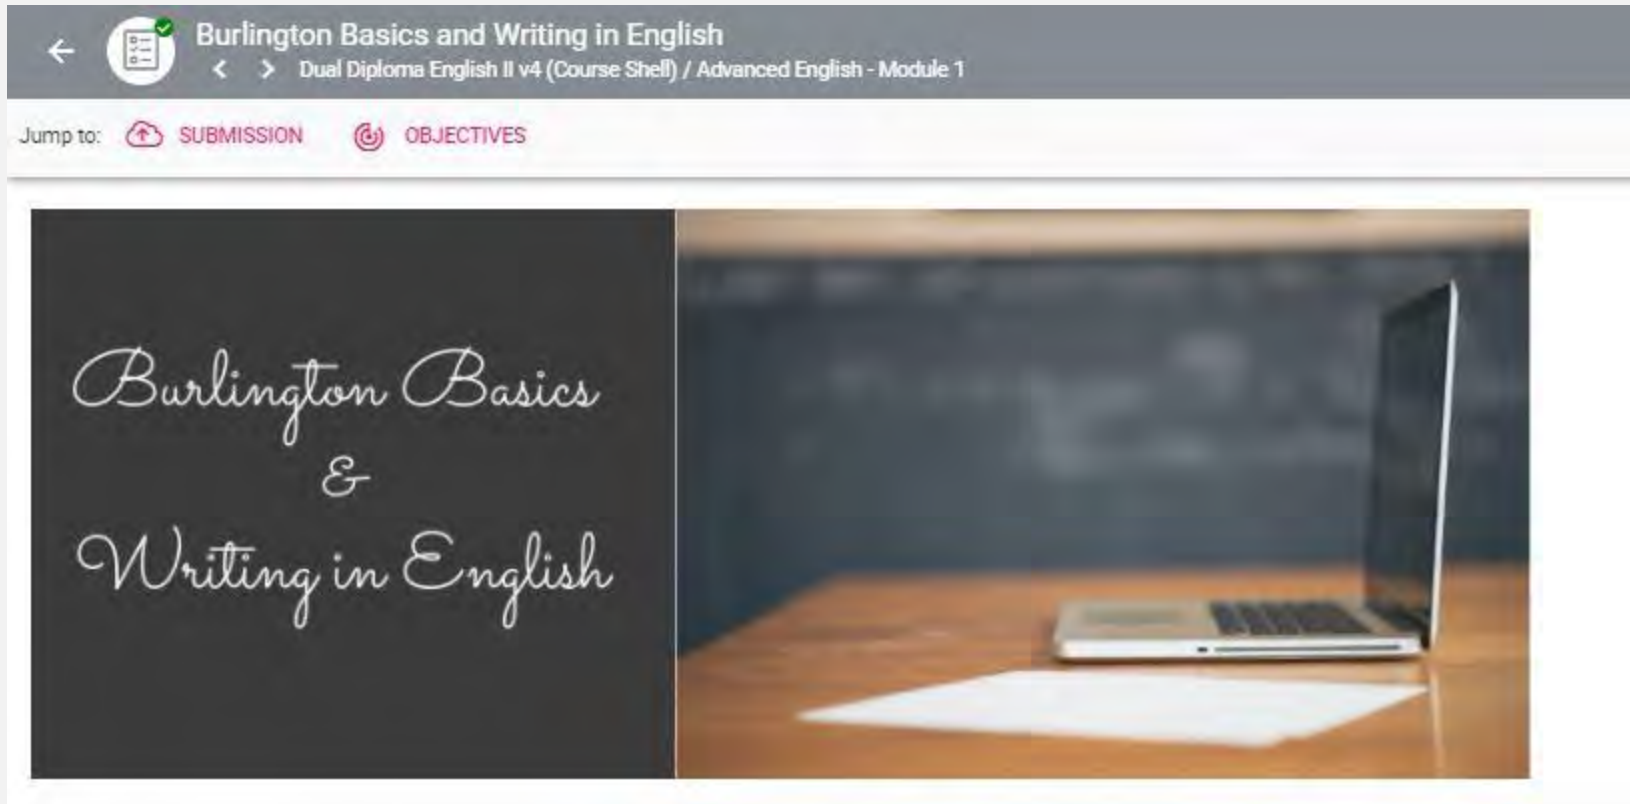 Burlington Basics and Writing in English
Dual Diploma English II v4 (Course Shell) / Advanced English - Module 1
Jump to: SUBMISSION OBJECTIVES
Burlington Basics
&
Writing in English